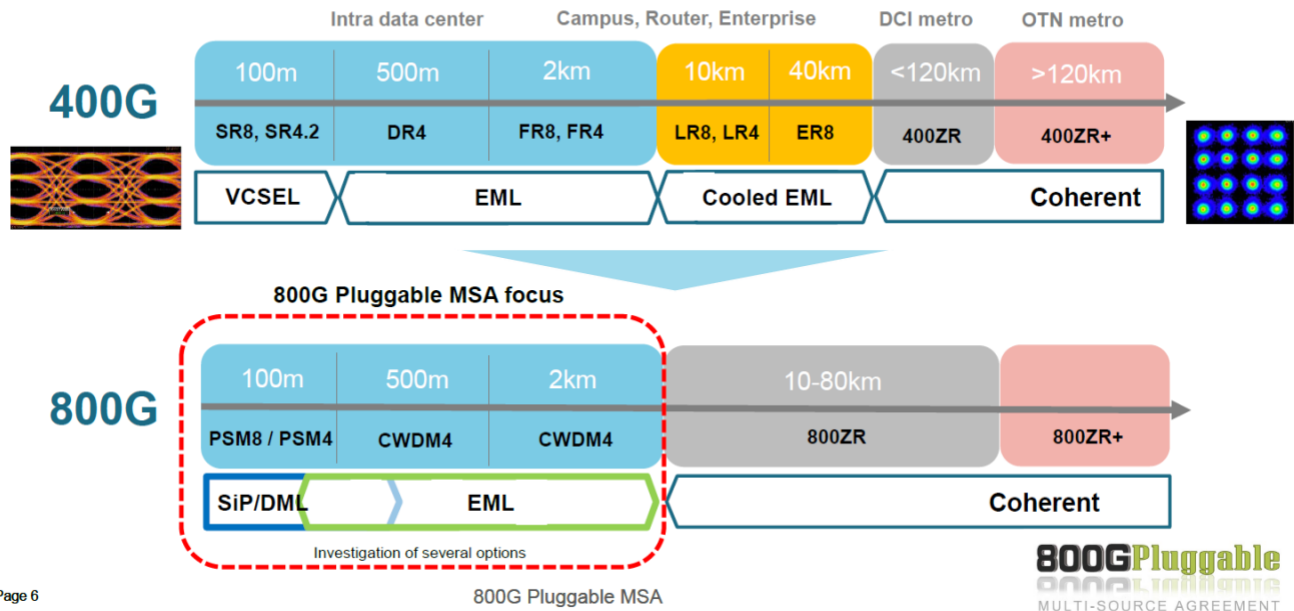 Intra data center Campus, Router, Enterprise DCI metro OTN metro
100m 500m 2km 10km 40km <120km >120km
400G
SR8, SR4.2 DR4 FR8, FR4 LR8, LR4 ER8 400ZR 400ZR+
VCSEL EML Cooled EML Coherent
800G Pluggable MSA focus
100m 500m 2km 10-80km
800G
PSM8 / PSM4 CWDM4 CWDM4 800ZR 800ZR+
SiP/DML EML Coherent
Investigation of several options
800GPluggable
Page 6 800G Pluggable MSA
MULTI-SOURCE AGREEMENT